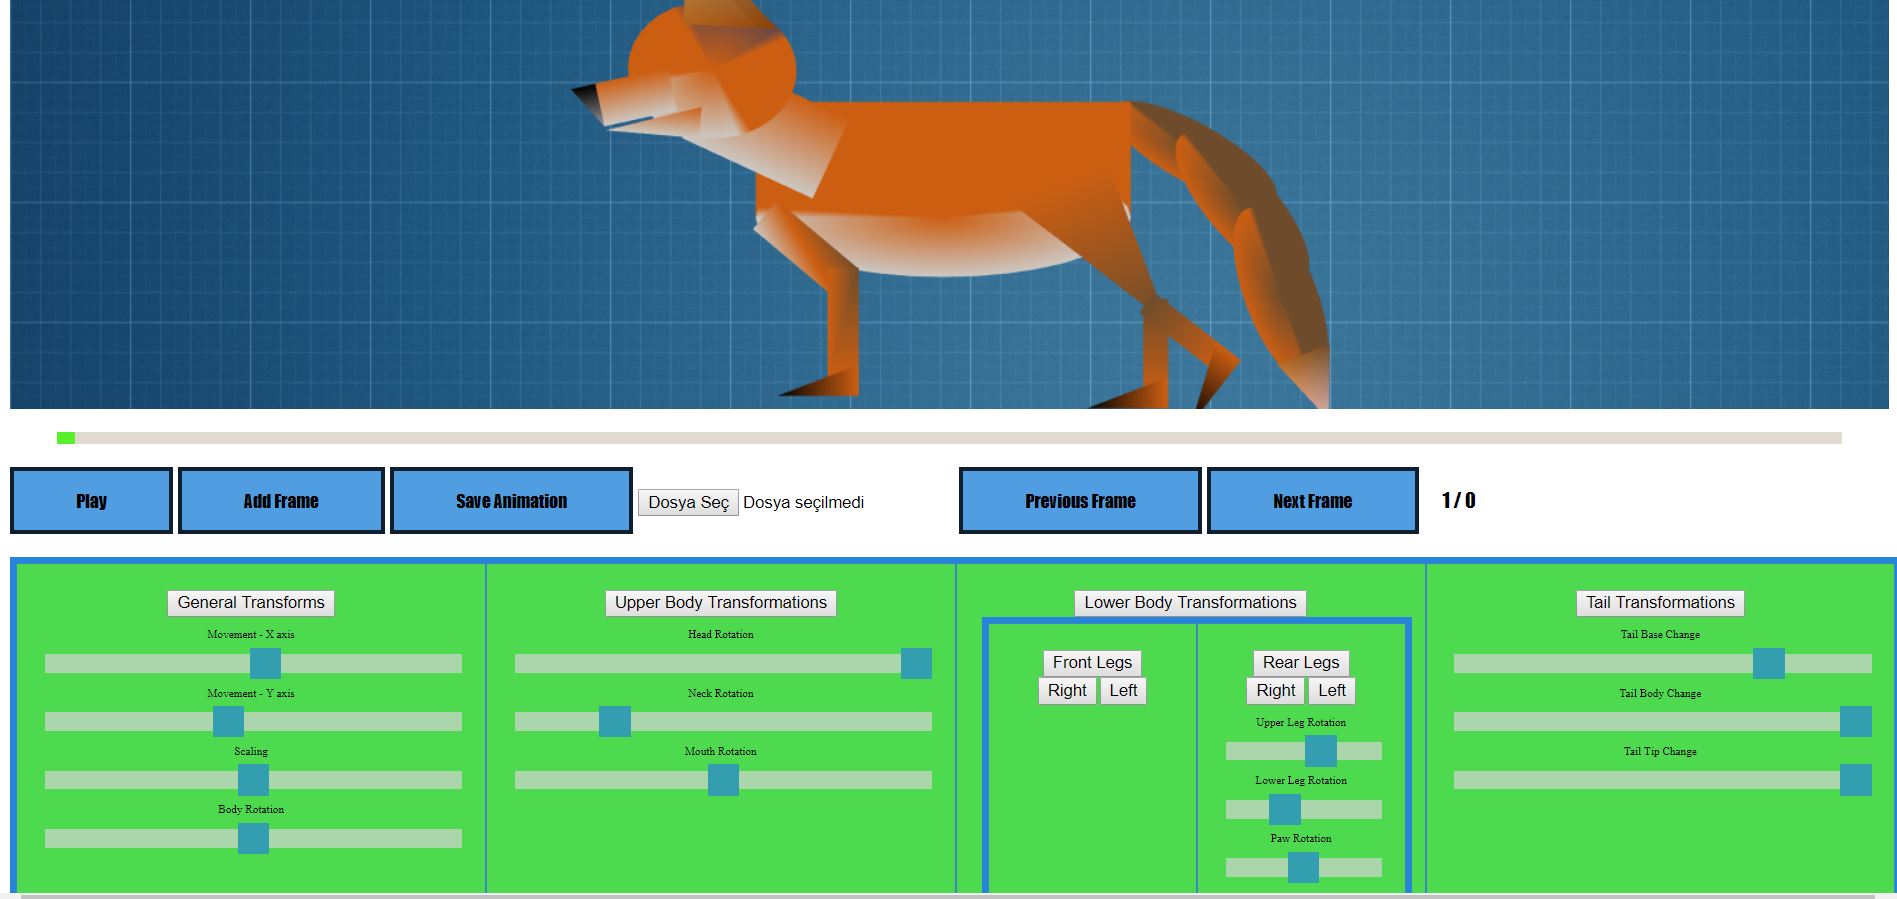 Play
Add Frame
Save Animation
Dosya Seç Dosya seçilmedi
Previous Frame
Next Frame
1 / 0
General Transforms
Movement - X axis
Movement - Y axis
Scaling
Body Rotation
Upper Body Transformations
Head Rotation
Neck Rotation
Mouth Rotation
Lower Body Transformations
Front Legs
Right Left
Rear Legs
Right Left
Upper Leg Rotation
Lower Leg Rotation
Paw Rotation
Tail Transformations
Tail Base Change
Tail Body Change
Tail Tip Change